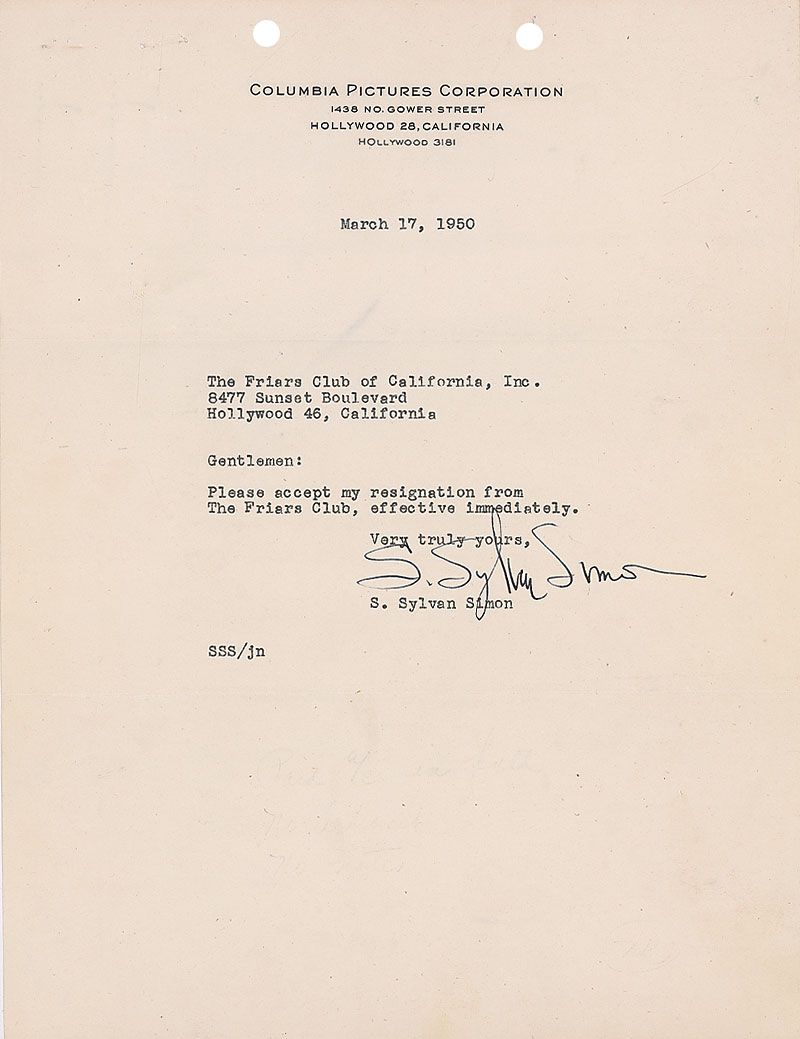 COLUMBIA PICTURES CORPORATION
1438 NO. GOWER STREET
HOLLYWOOD 28, CALIFORNIA
HOLLYWOOD 3181
March 17, 1950
The Friars Club of California, Inc.
8477 Sunset Boulevard
Hollywood 46, California
Gentlemen:
Please accept my resignation from
The Friars Club, effective immediately.
Very truly yours,
S. Sylvan Simon
S. Sylvan Simon
SSS/jn